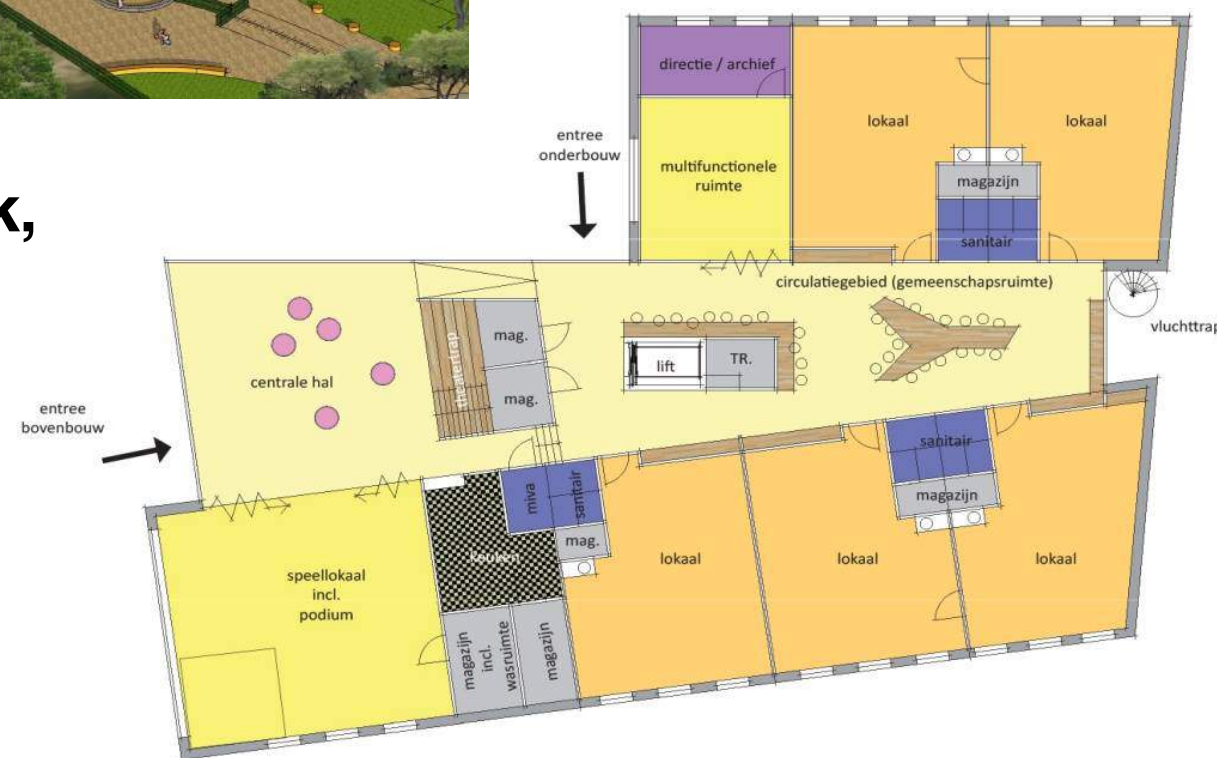 k,
directie / archief
lokaal
lokaal
entree
onderbouw
multifunctionele
ruimte
magazijn
sanitair
circulatiegebied (gemeenschapsruimte)
vluchttrap
mag.
theatertrap
lift
TR.
centrale hal
mag.
entree
bovenbouw
sanitair
miva
sanitair
magazijn
mag.
keuken
lokaal
lokaal
lokaal
speellokaal
incl.
podium
magazijn
incl.
wasruimte
magazijn